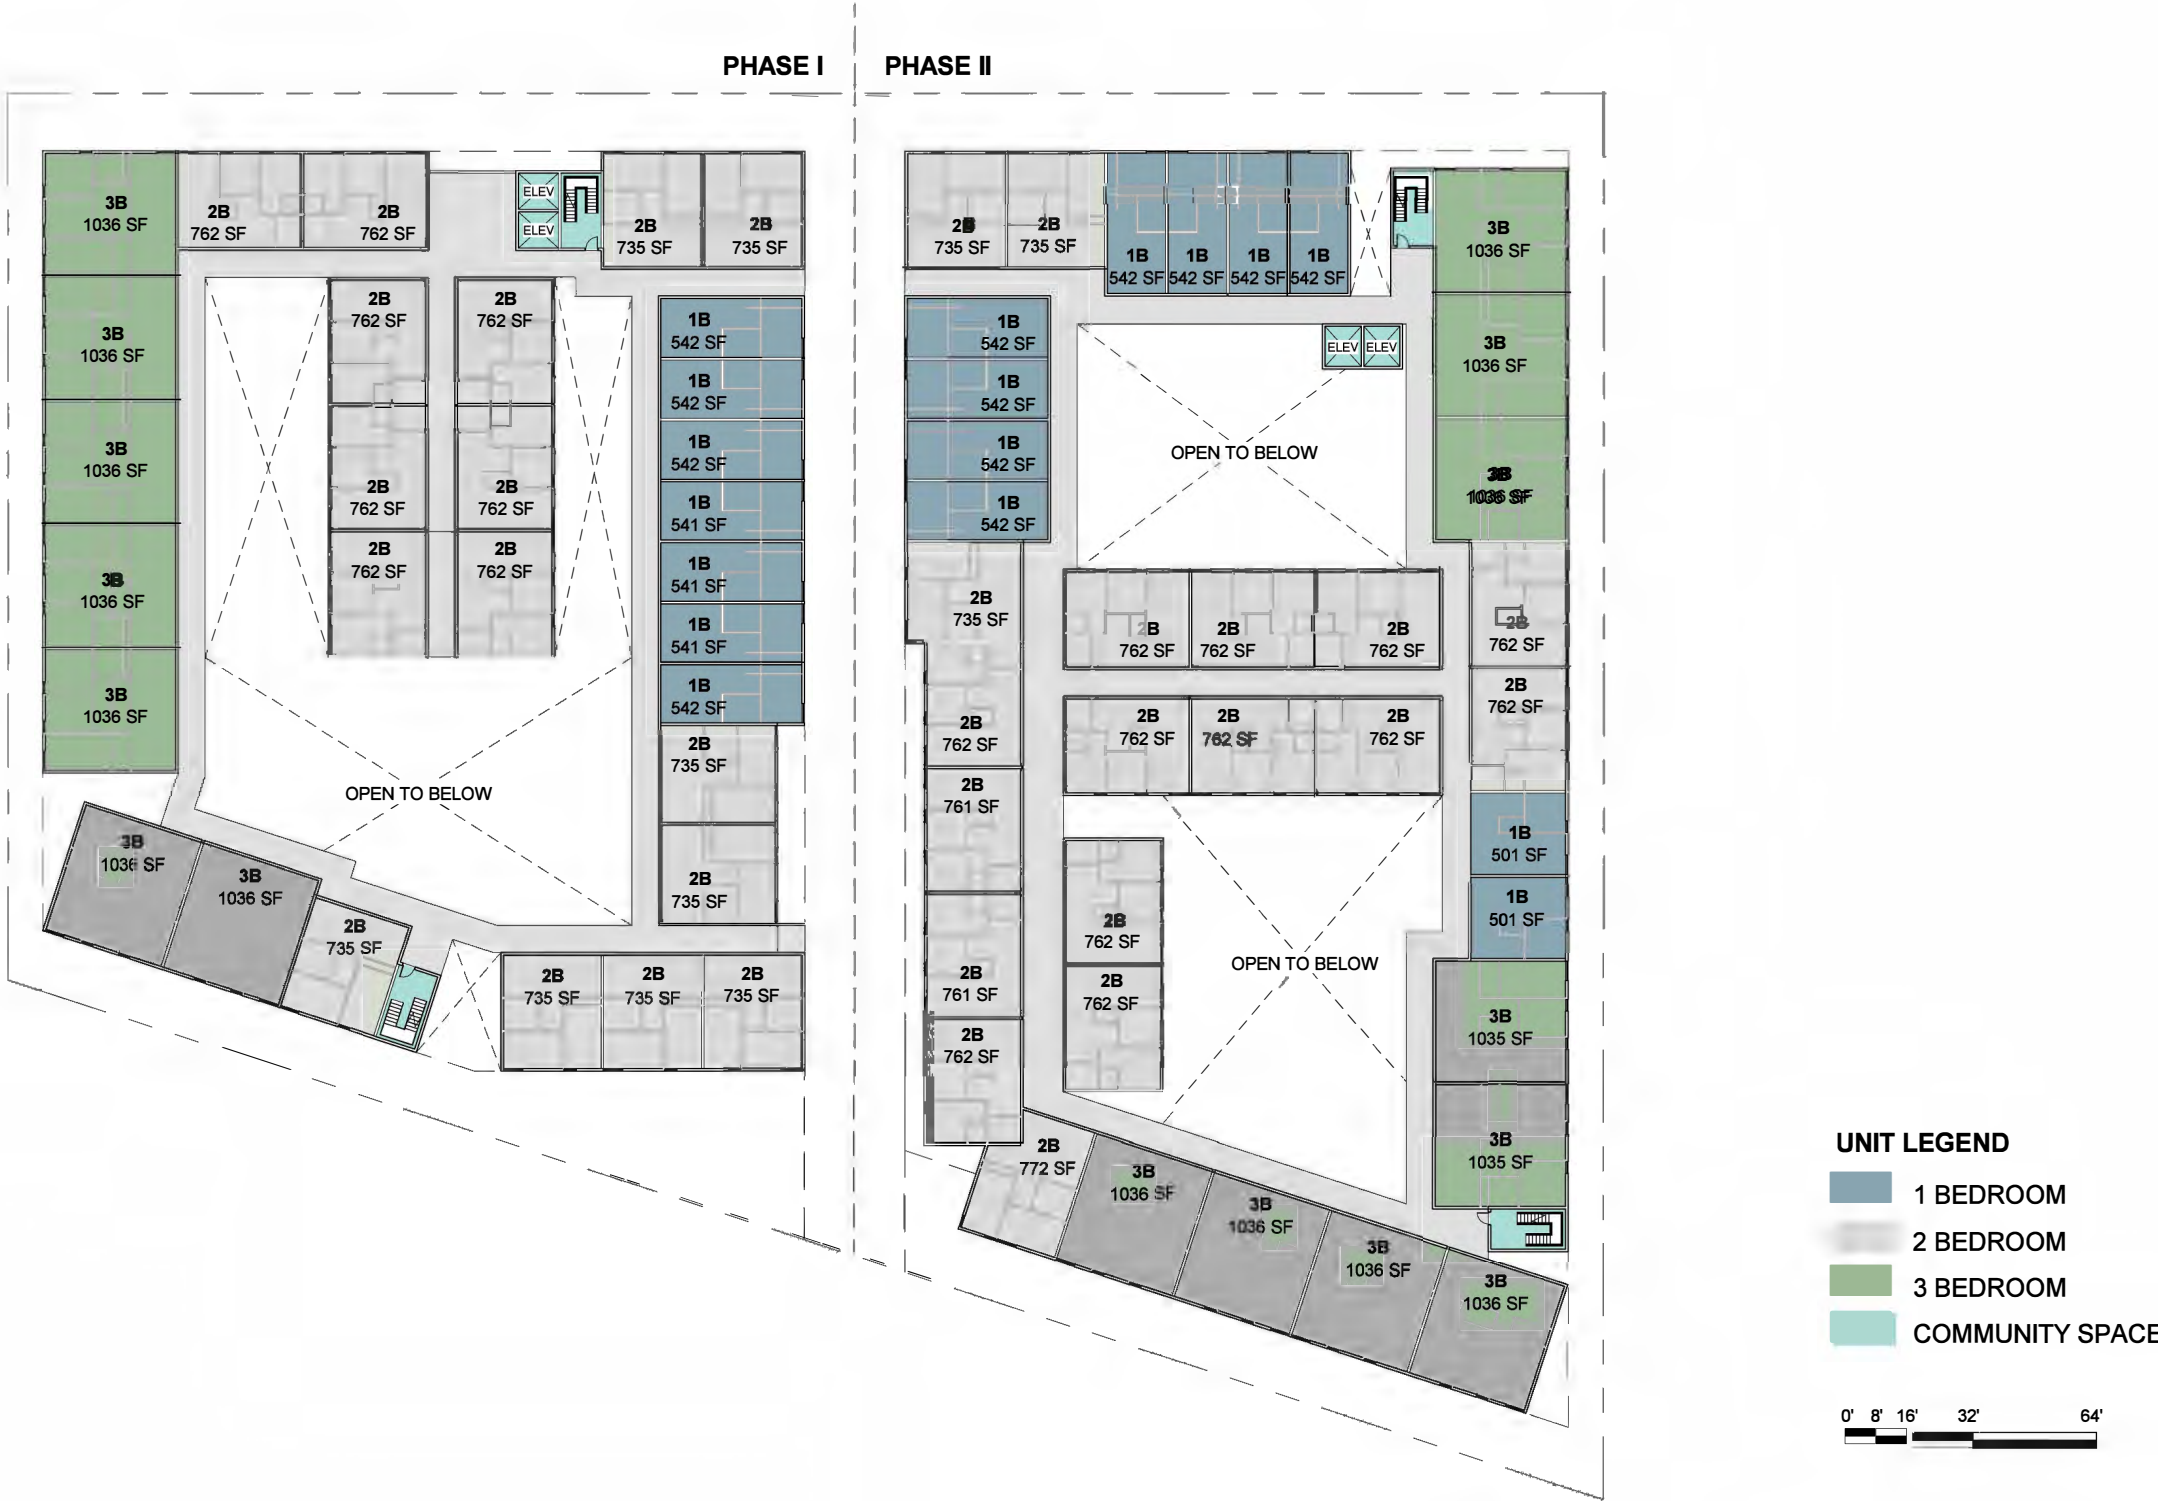 PHASE I
PHASE II
3B
1036 SF
2B
762 SF
2B
762 SF
ELEV
ELEV
2B
735 SF
2B
735 SF
3B
1036 SF
3B
1036 SF
3B
1036 SF
3B
1036 SF
2B
762 SF
2B
762 SF
2B
762 SF
2B
762 SF
2B
762 SF
2B
762 SF
1B
542 SF
1B
542 SF
1B
542 SF
1B
541 SF
1B
541 SF
1B
541 SF
1B
542 SF
2B
735 SF
2B
735 SF
OPEN TO BELOW
3B
1036 SF
3B
1036 SF
2B
735 SF
2B
735 SF
2B
735 SF
2B
735 SF
2B
735 SF
2B
735 SF
1B
542 SF
1B
542 SF
1B
542 SF
1B
542 SF
3B
1036 SF
3B
1036 SF
3B
1036 SF
ELEV
ELEV
1B
542 SF
1B
542 SF
1B
542 SF
1B
542 SF
OPEN TO BELOW
2B
735 SF
2B
762 SF
2B
761 SF
2B
761 SF
2B
762 SF
2B
762 SF
2B
762 SF
2B
762 SF
2B
762 SF
2B
762 SF
2B
762 SF
2B
762 SF
2B
762 SF
1B
501 SF
1B
501 SF
2B
762 SF
2B
762 SF
OPEN TO BELOW
3B
1035 SF
3B
1035 SF
2B
772 SF
3B
1036 SF
3B
1036 SF
3B
1036 SF
3B
1036 SF
UNIT LEGEND
1 BEDROOM
2 BEDROOM
3 BEDROOM
COMMUNITY SPACE
0' 8' 16' 32' 64'